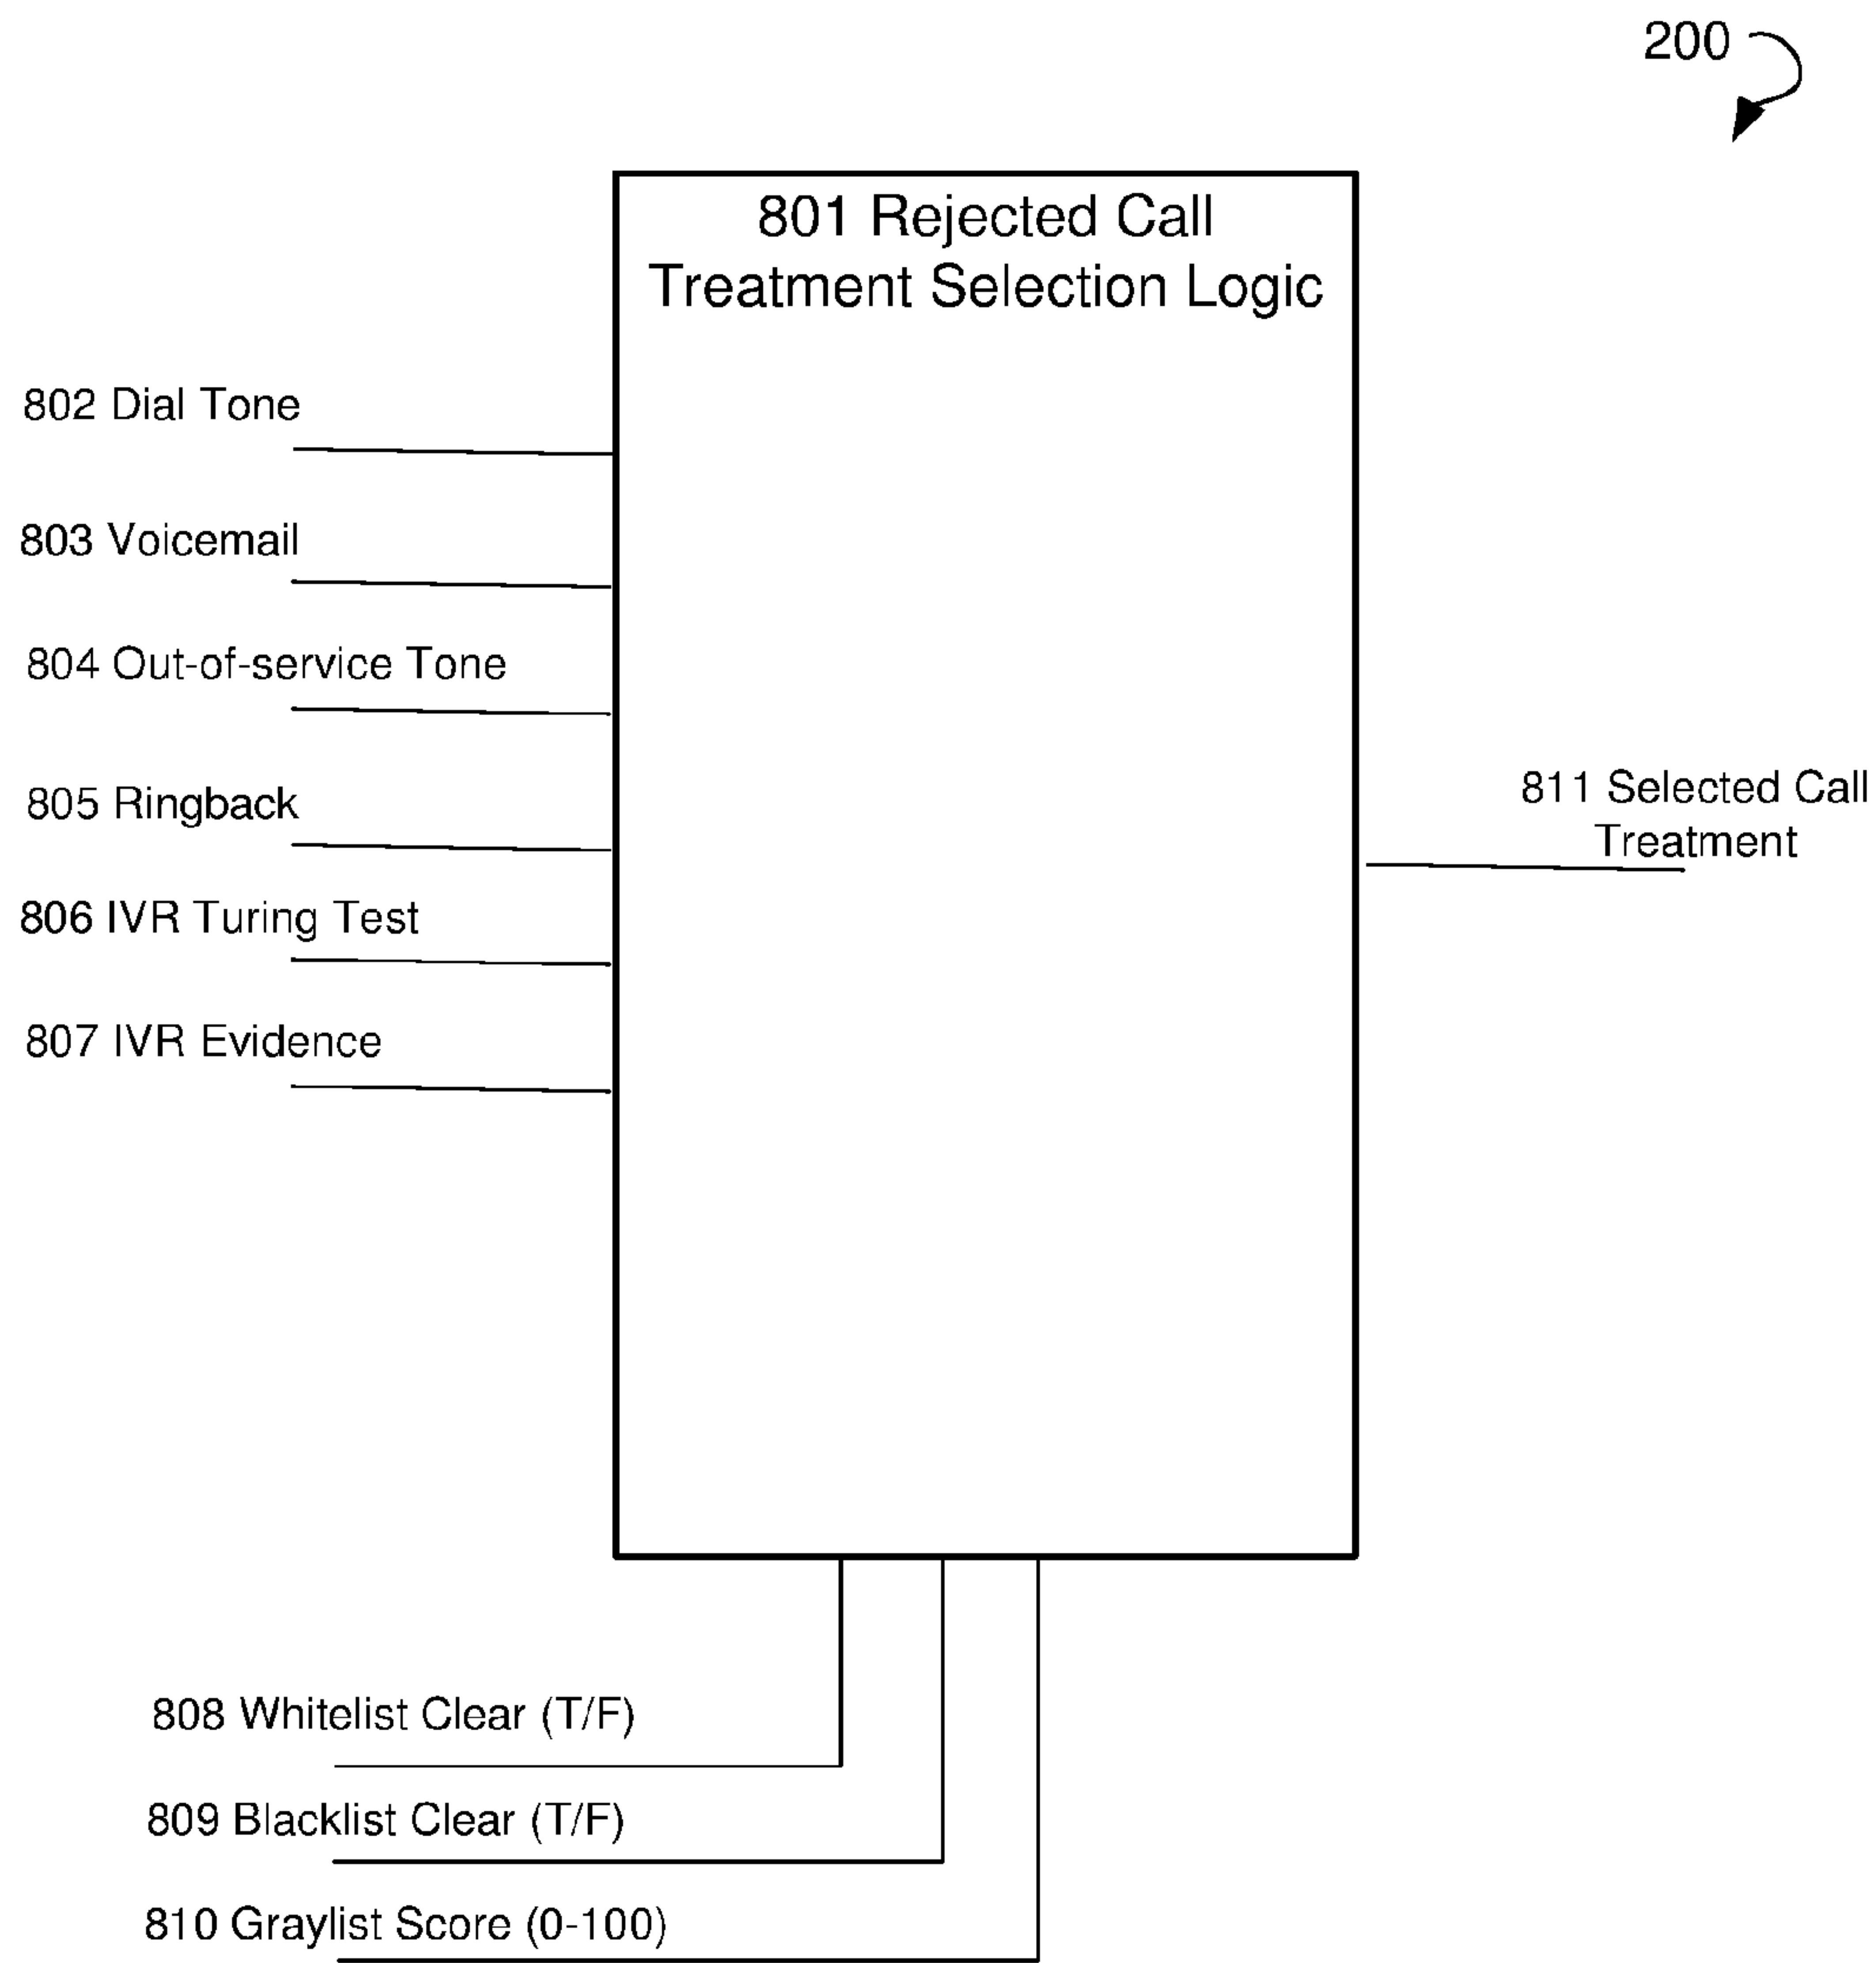 200
801 Rejected Call
Treatment Selection Logic
802 Dial Tone
803 Voicemail
804 Out-of-service Tone
805 Ringback
806 IVR Turing Test
807 IVR Evidence
811 Selected Call
Treatment
808 Whitelist Clear (T/F)
809 Blacklist Clear (T/F)
810 Graylist Score (0-100)